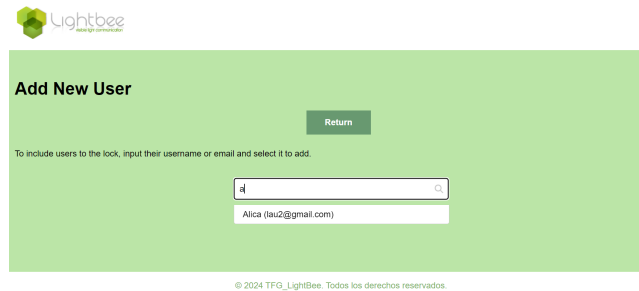 Lightbee
Add New User
Return
To include users to the lock, input their username or email and select it to add.
a
Alica (lau2@gmail.com)
© 2024 TFG_LightBee. Todos los derechos reservados.